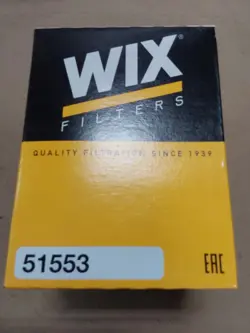 WIX®
FILTERS
QUALITY FILTRATION SINCE 1939
51553
EAC